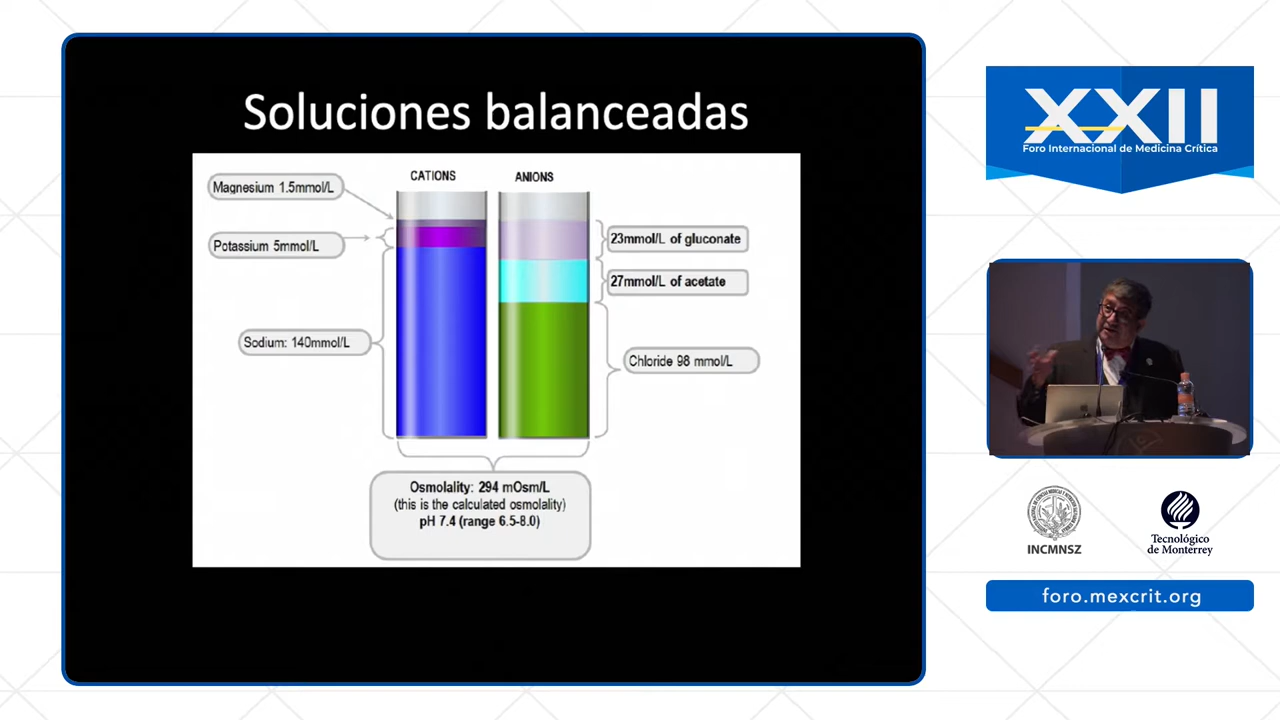 Soluciones balanceadas
CATIONS
ANIONS
Magnesium 1.5mmol/L
Potassium 5mmol/L
Sodium: 140mmol/L
23mmol/L of gluconate
27mmol/L of acetate
Chloride 98 mmol/L
Osmolality: 294 mOsm/L
(this is the calculated osmolality)
pH 7.4 (range 6.5-8.0)
XXII
Foro Internacional de Medicina Crítica
INCMNSZ
Tecnológico
de Monterrey
foro.mexcrit.org